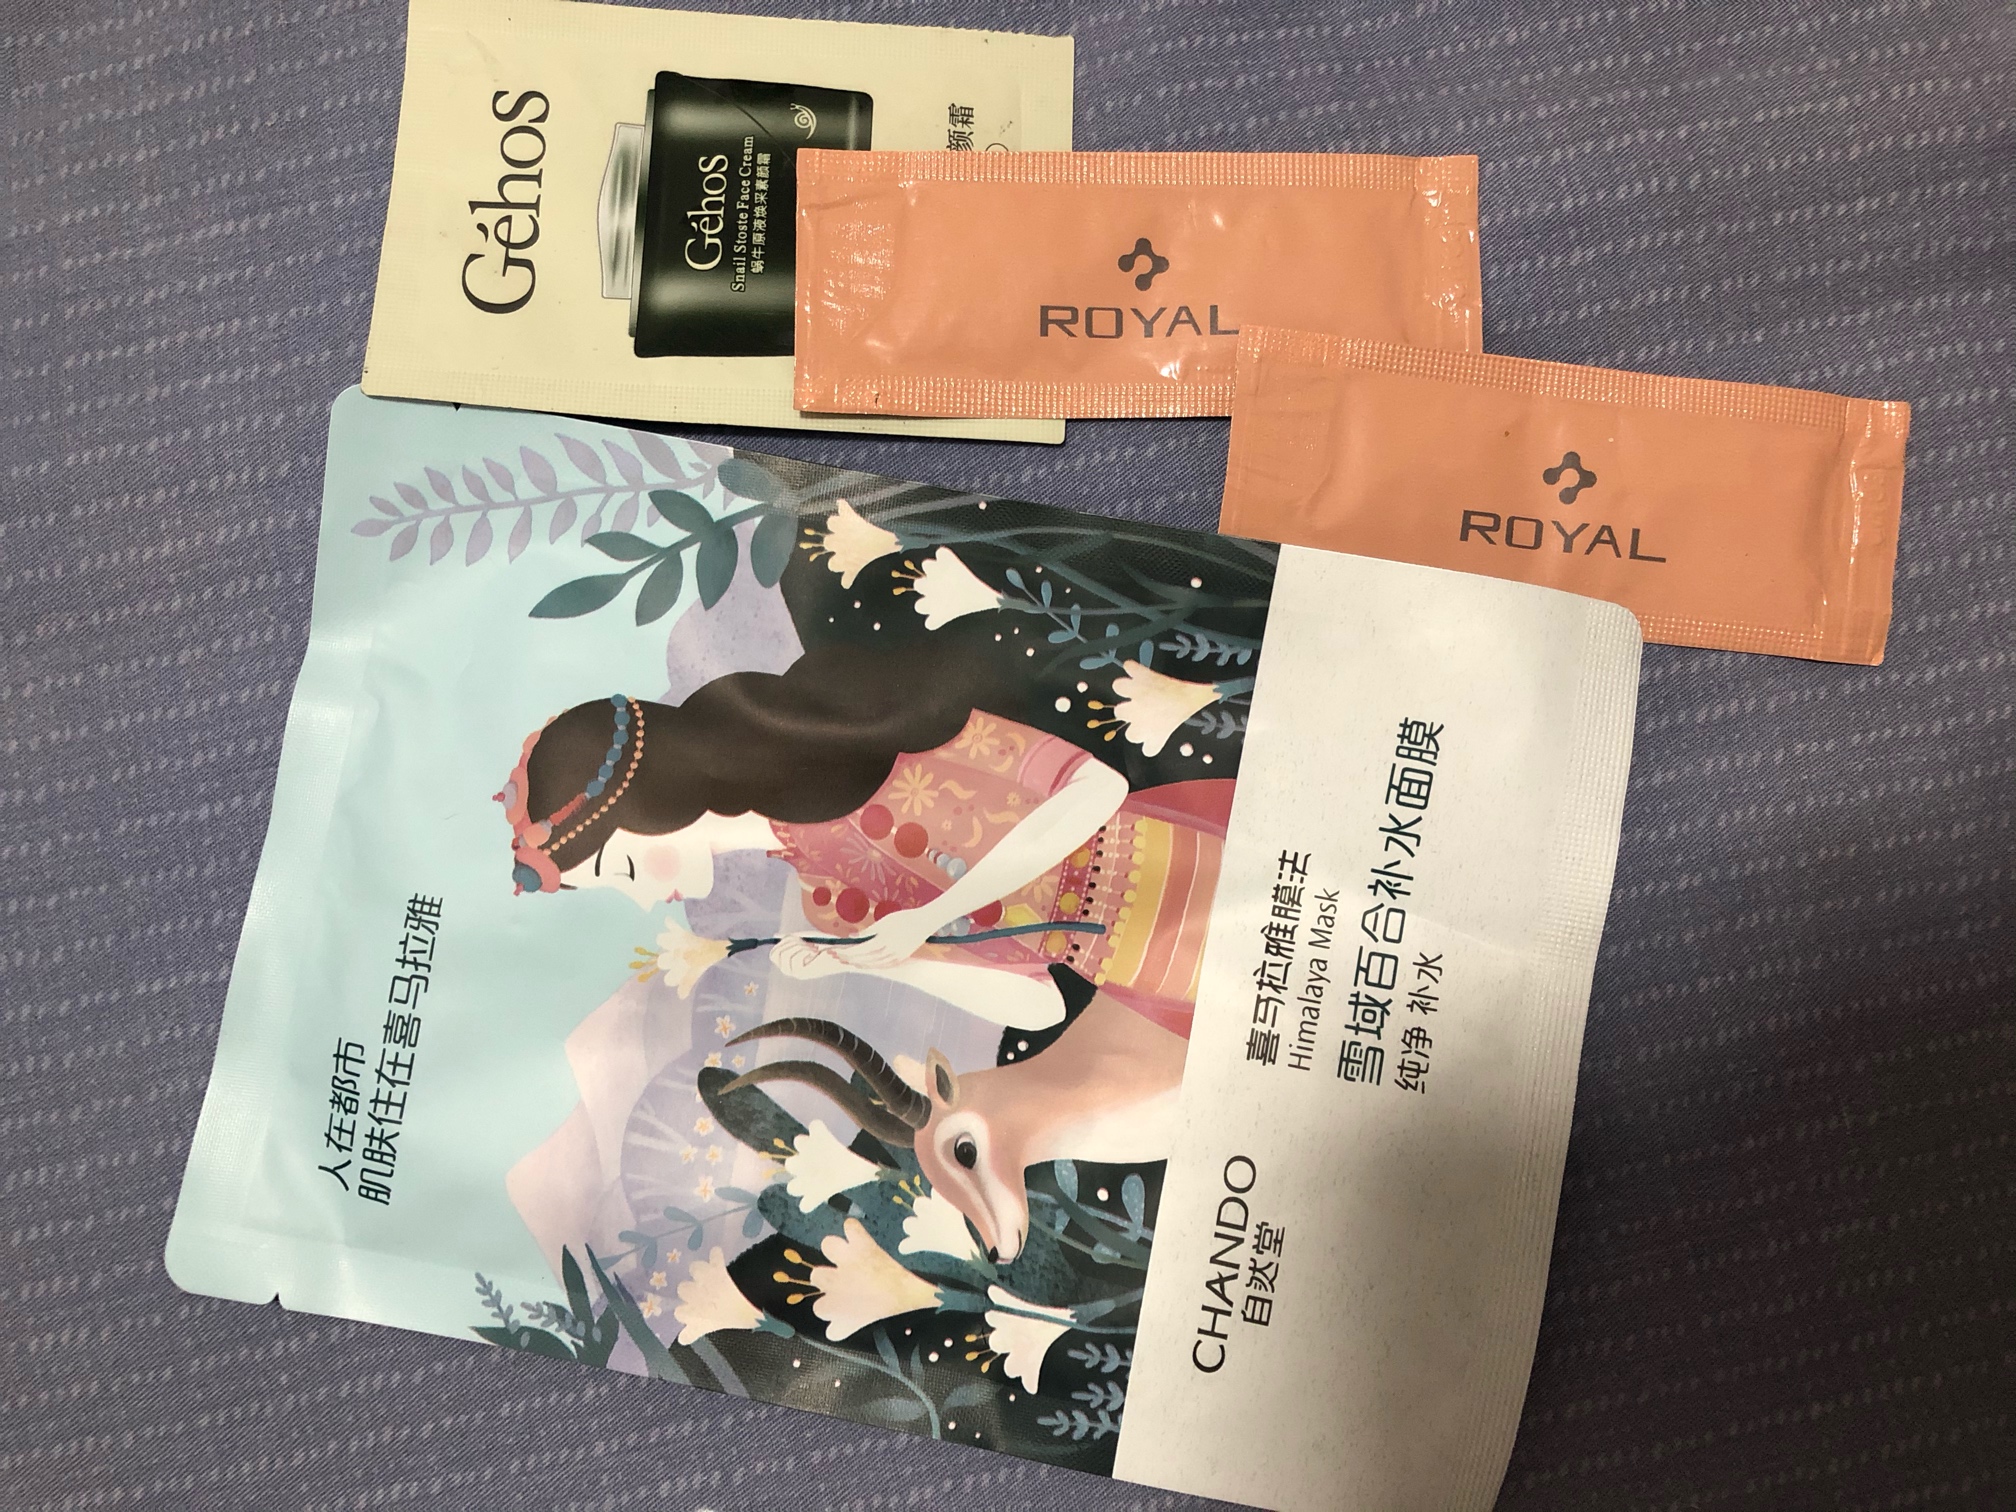 Géhos
Géhos
Snail Stoste Face Cream
蜗牛原液焕采素颜霜
颜霜
ROYAL
ROYAL
人在都市
肌肤住在喜马拉雅
喜马拉雅膜法
Himalaya Mask
雪域百合补水面膜
纯净 补水
CHANDO
自然堂